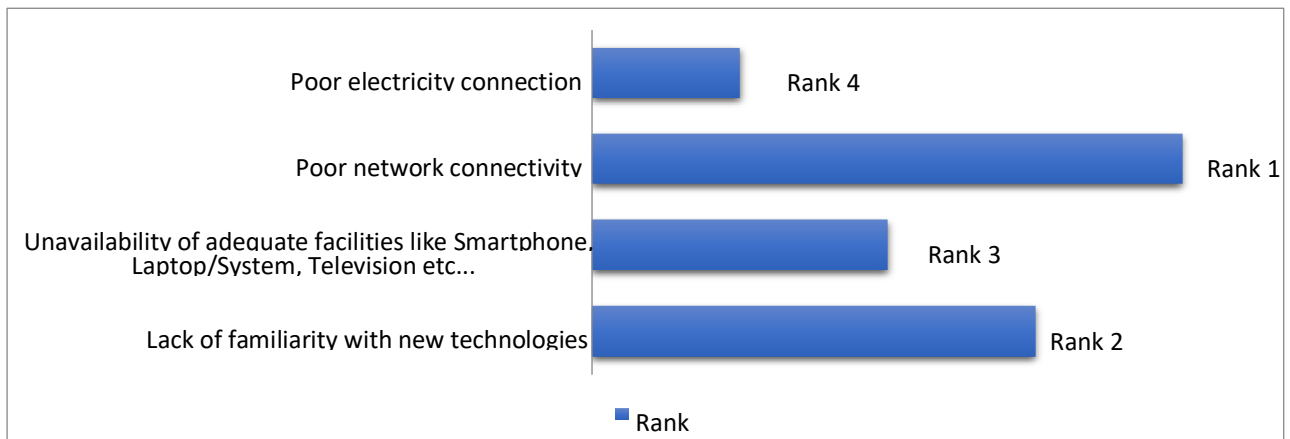 Poor electricity connection
Rank 4
Poor network connectivity
Rank 1
Unavailability of adequate facilities like Smartphone,
Laptop/System, Television etc...
Rank 3
Lack of familiarity with new technologies
Rank 2
Rank